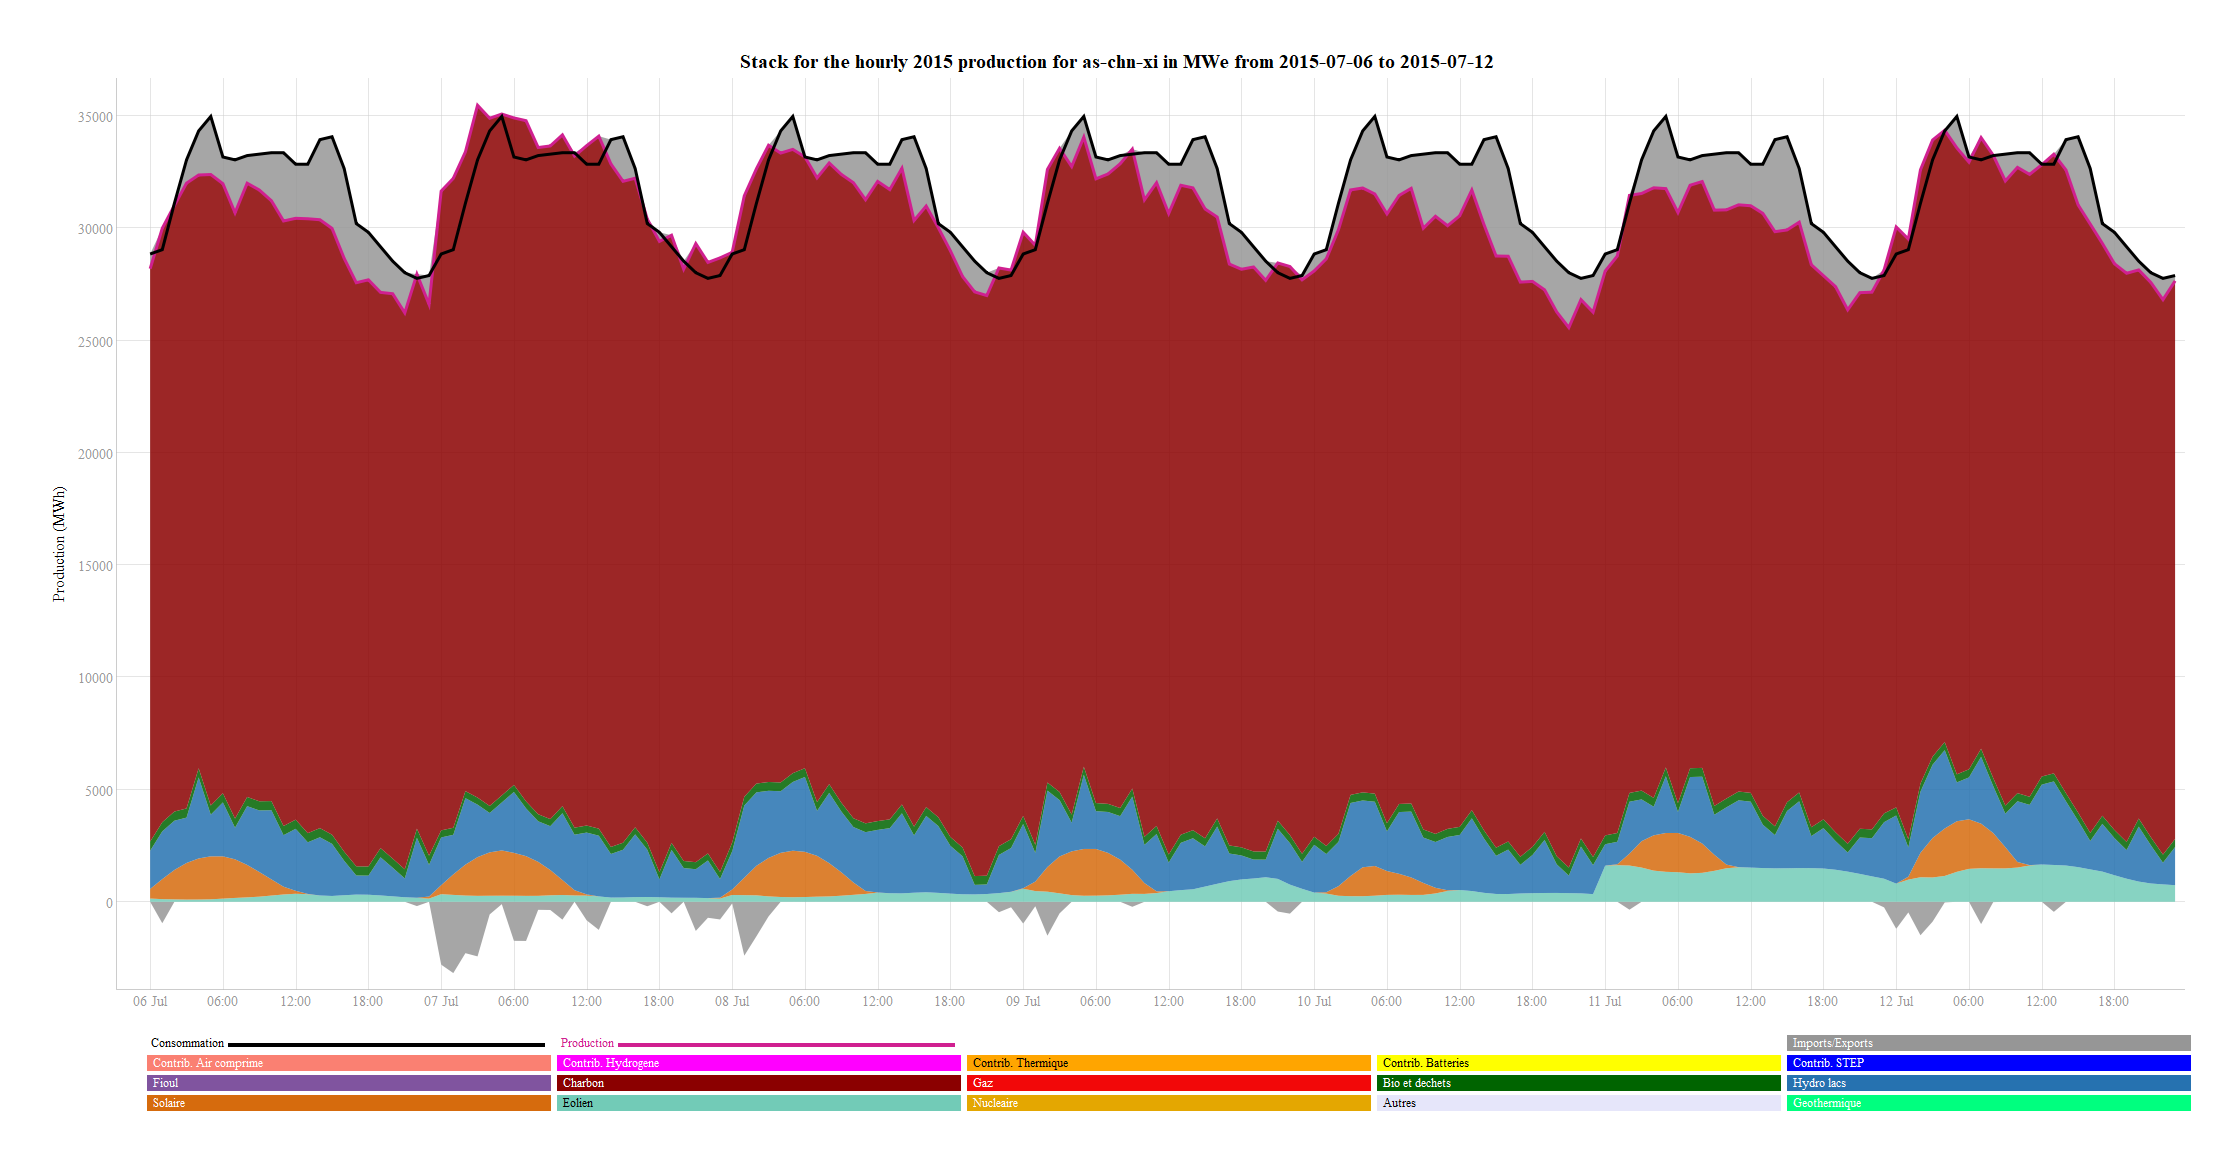 Stack for the hourly 2015 production for as-chn-xi in MWe from 2015-07-06 to 2015-07-12
35000
30000
25000
20000
15000
10000
5000
0
Production (MWh)
06 Jul 06:00 12:00 18:00 07 Jul 06:00 12:00 18:00 08 Jul 06:00 12:00 18:00 09 Jul 06:00 12:00 18:00 10 Jul 06:00 12:00 18:00 11 Jul 06:00 12:00 18:00 12 Jul 06:00 12:00 18:00
Consommation Production Imports/Exports
Contrib. Air comprime Contrib. Hydrogene Contrib. Thermique Contrib. Batteries Contrib. STEP
Fioul Charbon Gaz Bio et dechets Hydro lacs
Solaire Eolien Nucleaire Autres Geothermique